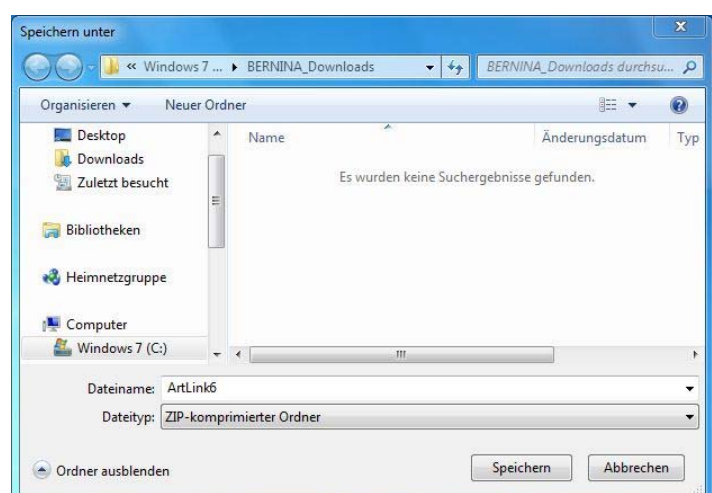 Speichern unter
« Windows 7 ... ▸ BERNINA_Downloads
BERNINA_Downloads durchsu...
Organisieren ▾ Neuer Ordner
Desktop
Downloads
Zuletzt besucht
Bibliotheken
Heimnetzgruppe
Computer
Windows 7 (C:)
Name Änderungsdatum Typ
Es wurden keine Suchergebnisse gefunden.
Dateiname: ArtLink6
Dateityp: ZIP-komprimierter Ordner
Ordner ausblenden Speichern Abbrechen